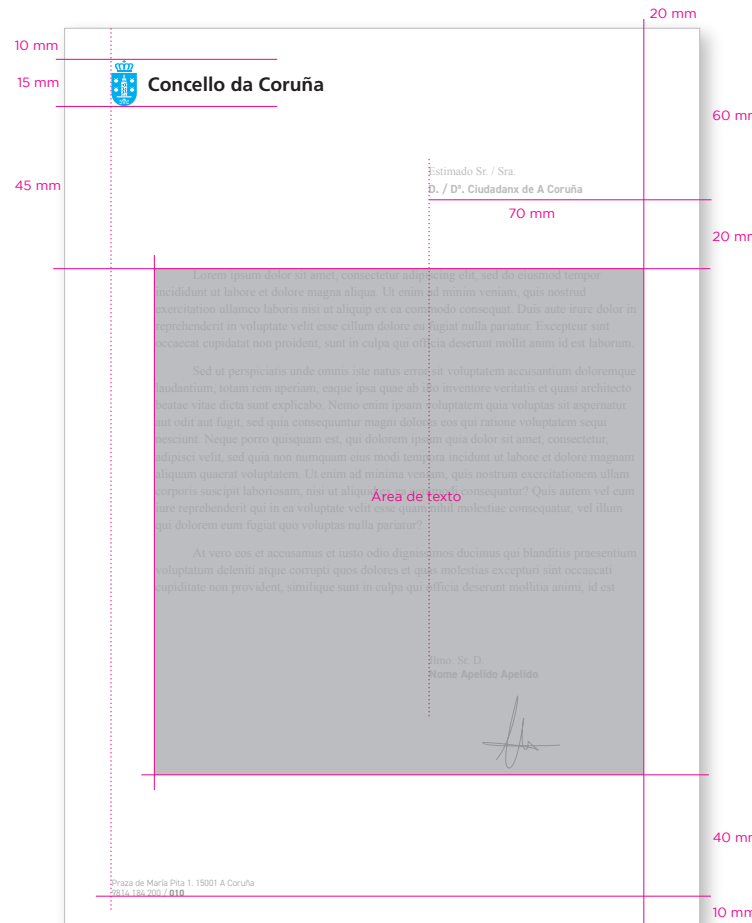 20 mm
10 mm
15 mm
Concello da Coruña
60 mm
45 mm
Estimado Sr. / Sra.
D. / Dª. Ciudadanx de A Coruña
70 mm
20 mm
Lorem ipsum dolor sit amet, consectetur adipiscing elit, sed do eiusmod tempor
incididunt ut labore et dolore magna aliqua. Ut enim ad minim veniam, quis nostrud
exercitation ullamco laboris nisi ut aliquip ex ea commodo consequat. Duis aute irure dolor in
reprehenderit in voluptate velit esse cillum dolore eu fugiat nulla pariatur. Excepteur sint
occaecat cupidatat non proident, sunt in culpa qui officia deserunt mollit anim id est laborum.
Sed ut perspiciatis unde omnis iste natus error sit voluptatem accusantium doloremque
laudantium, totam rem aperiam, eaque ipsa quae ab illo inventore veritatis et quasi architecto
beatae vitae dicta sunt explicabo. Nemo enim ipsam voluptatem quia voluptas sit aspernatur
aut odit aut fugit, sed quia consequuntur magni dolores eos qui ratione voluptatem sequi
nesciunt. Neque porro quisquam est, qui dolorem ipsum quia dolor sit amet, consectetur,
adipisci velit, sed quia non numquam eius modi tempora incidunt ut labore et dolore magnam
aliquam quaerat voluptatem. Ut enim ad minima veniam, quis nostrum exercitationem ullam
corporis suscipit laboriosam, nisi ut aliquid ex ea commodi consequatur? Quis autem vel eum
iure reprehenderit qui in ea voluptate velit esse quam nihil molestiae consequatur, vel illum
qui dolorem eum fugiat quo voluptas nulla pariatur?
Área de texto
At vero eos et accusamus et iusto odio dignissimos ducimus qui blanditiis praesentium
voluptatum deleniti atque corrupti quos dolores et quas molestias excepturi sint occaecati
cupiditate non provident, similique sunt in culpa qui officia deserunt mollitia animi, id est
Ilmo. Sr. D.
Nome Apelido Apelido
40 mm
Praza de María Pita 1. 15001 A Coruña
9814 184 200 / 010
10 mm